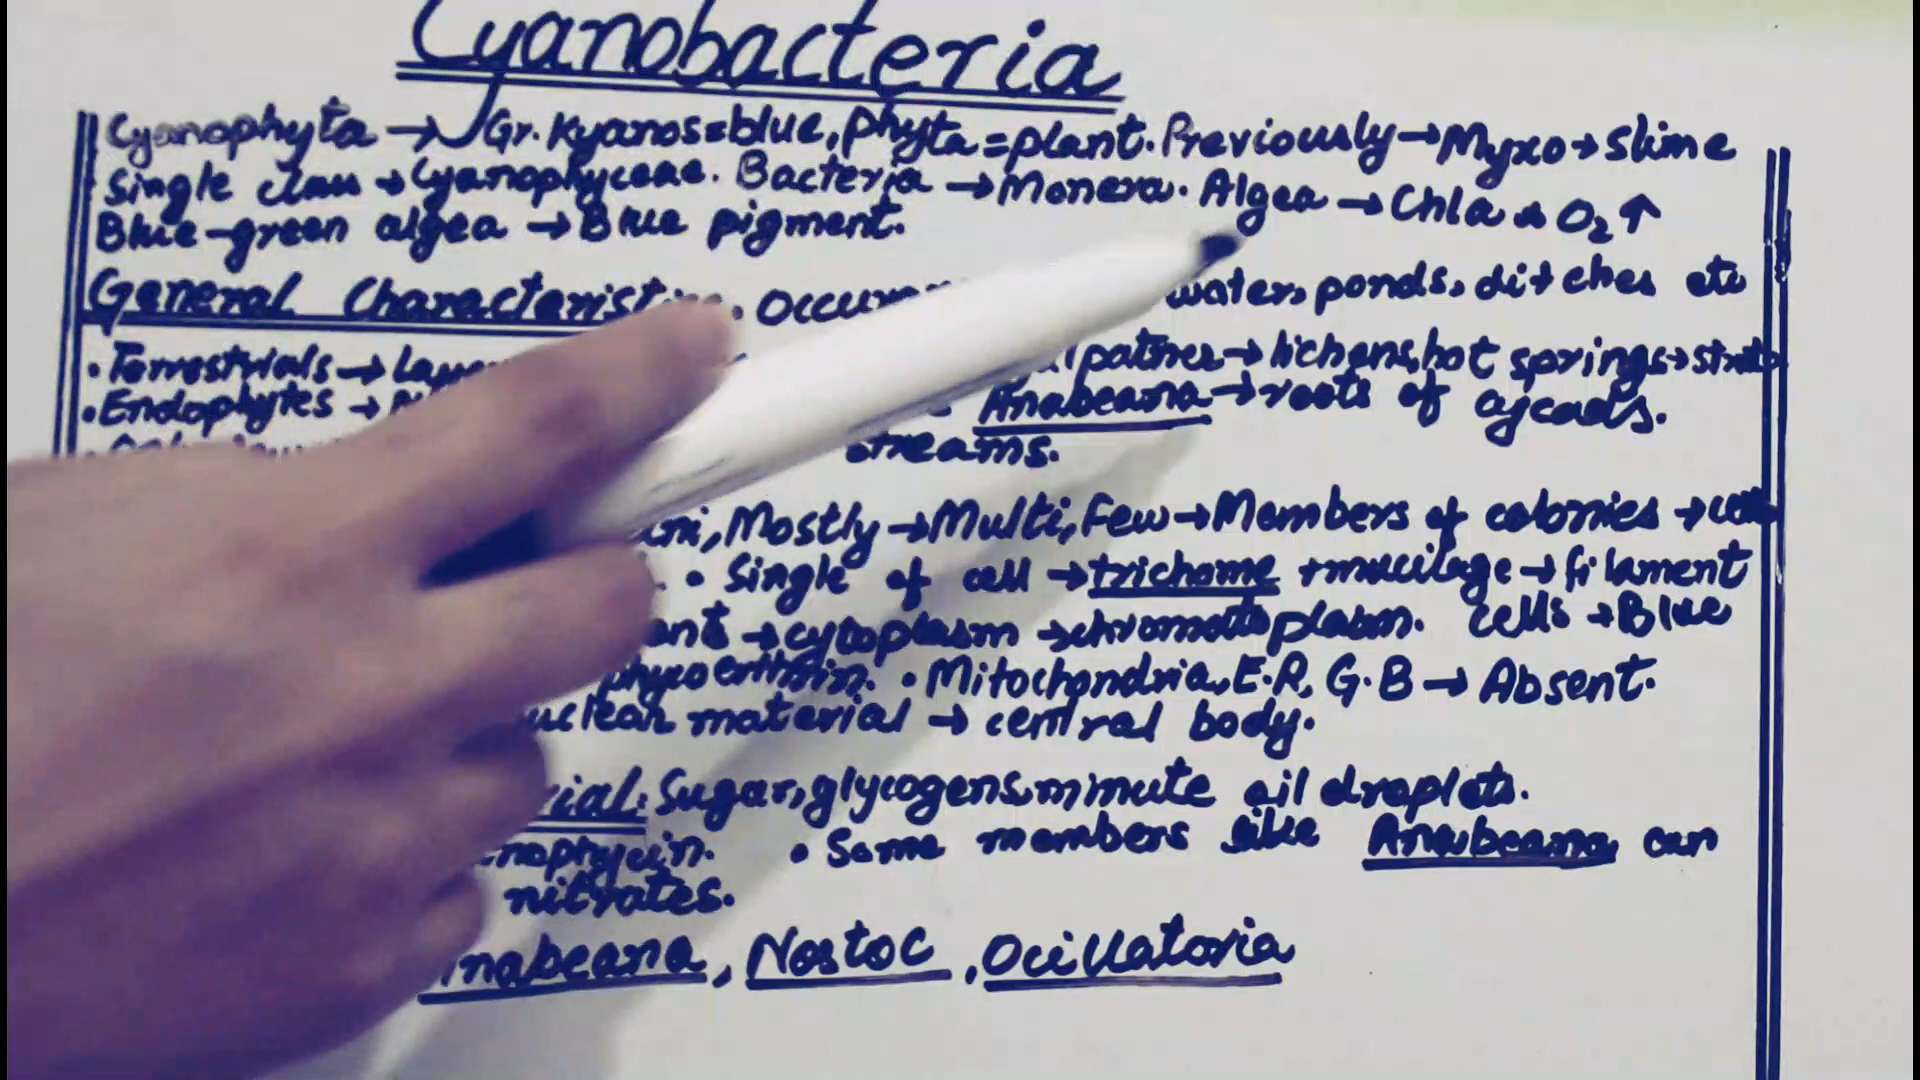 Cyanobacteria
Cyanophyta → Gr. Kyanos=blue, Phyta=plant. Previously→Myxo→Slime
Single class → Cyanophyceae. Bacteria → Monera. Algea → Chla & O₂↑
Blue-green algea → Blue pigment.
General Characteristics. water, ponds, ditches etc
• Terrestrials → patner→lichens, hot springs→
• Endophytes → Anabeana→roots of cycads.
streams.
Mostly→Multi, Few→Members of colonies →
• Single of cell →trichome +mucilage→filament
→cytoplasm →chromatoplasm. cells →Blue
phycoerthrin. • Mitochondria, E.R, G.B → Absent.
material → central body.
Sugar, glycogens, minute oil droplets.
• Some members like Anabeana can
nitrates.
Anabeana, Nostoc, Ocillatoria